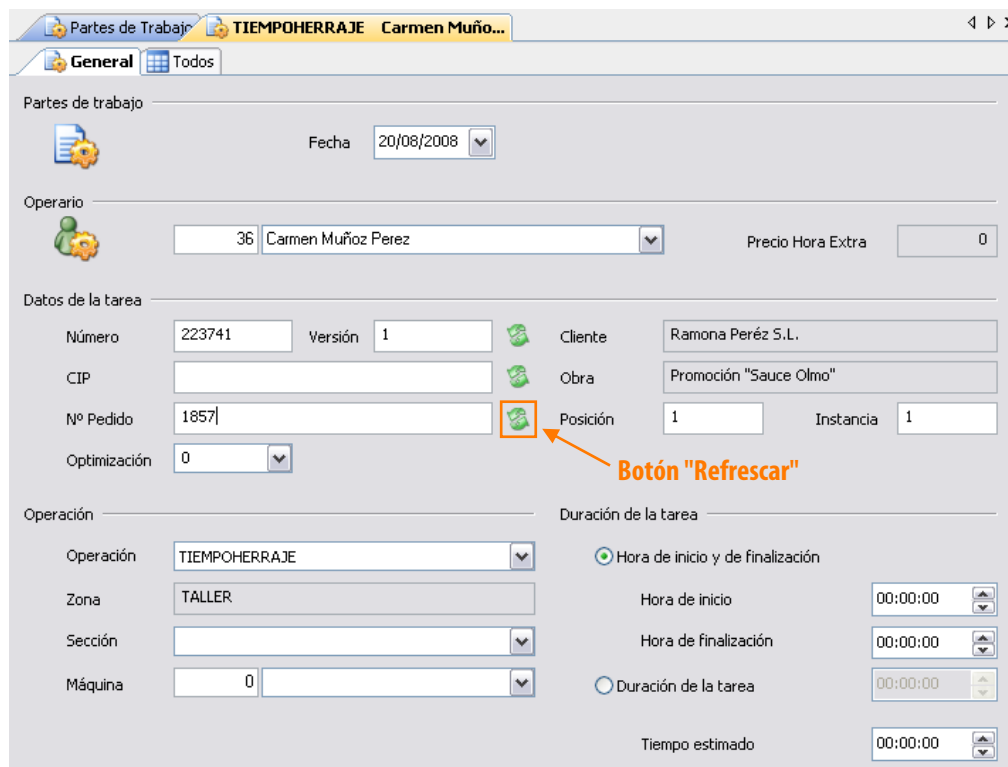 Partes de Trabajo TIEMPOHERRAJE Carmen Muño...
General Todos
Partes de trabajo
Fecha 20/08/2008
Operario
36 Carmen Muñoz Perez Precio Hora Extra 0
Datos de la tarea
Número 223741 Versión 1 Cliente Ramona Peréz S.L.
CIP Obra Promoción "Sauce Olmo"
Nº Pedido 1857 Posición 1 Instancia 1
Optimización 0
Botón "Refrescar"
Operación Duración de la tarea
Operación TIEMPOHERRAJE Hora de inicio y de finalización
Zona TALLER Hora de inicio 00:00:00
Sección Hora de finalización 00:00:00
Máquina 0 Duración de la tarea 00:00:00
Tiempo estimado 00:00:00